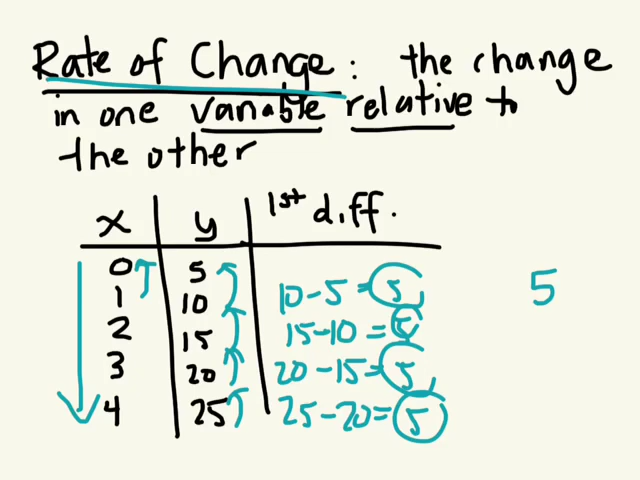 Rate of Change: the change
in one variable relative to
the other
x y 1st diff.
0 5
1 10 10-5=5 5
2 15 15-10=5
3 20 20-15=5
4 25 25-20=5